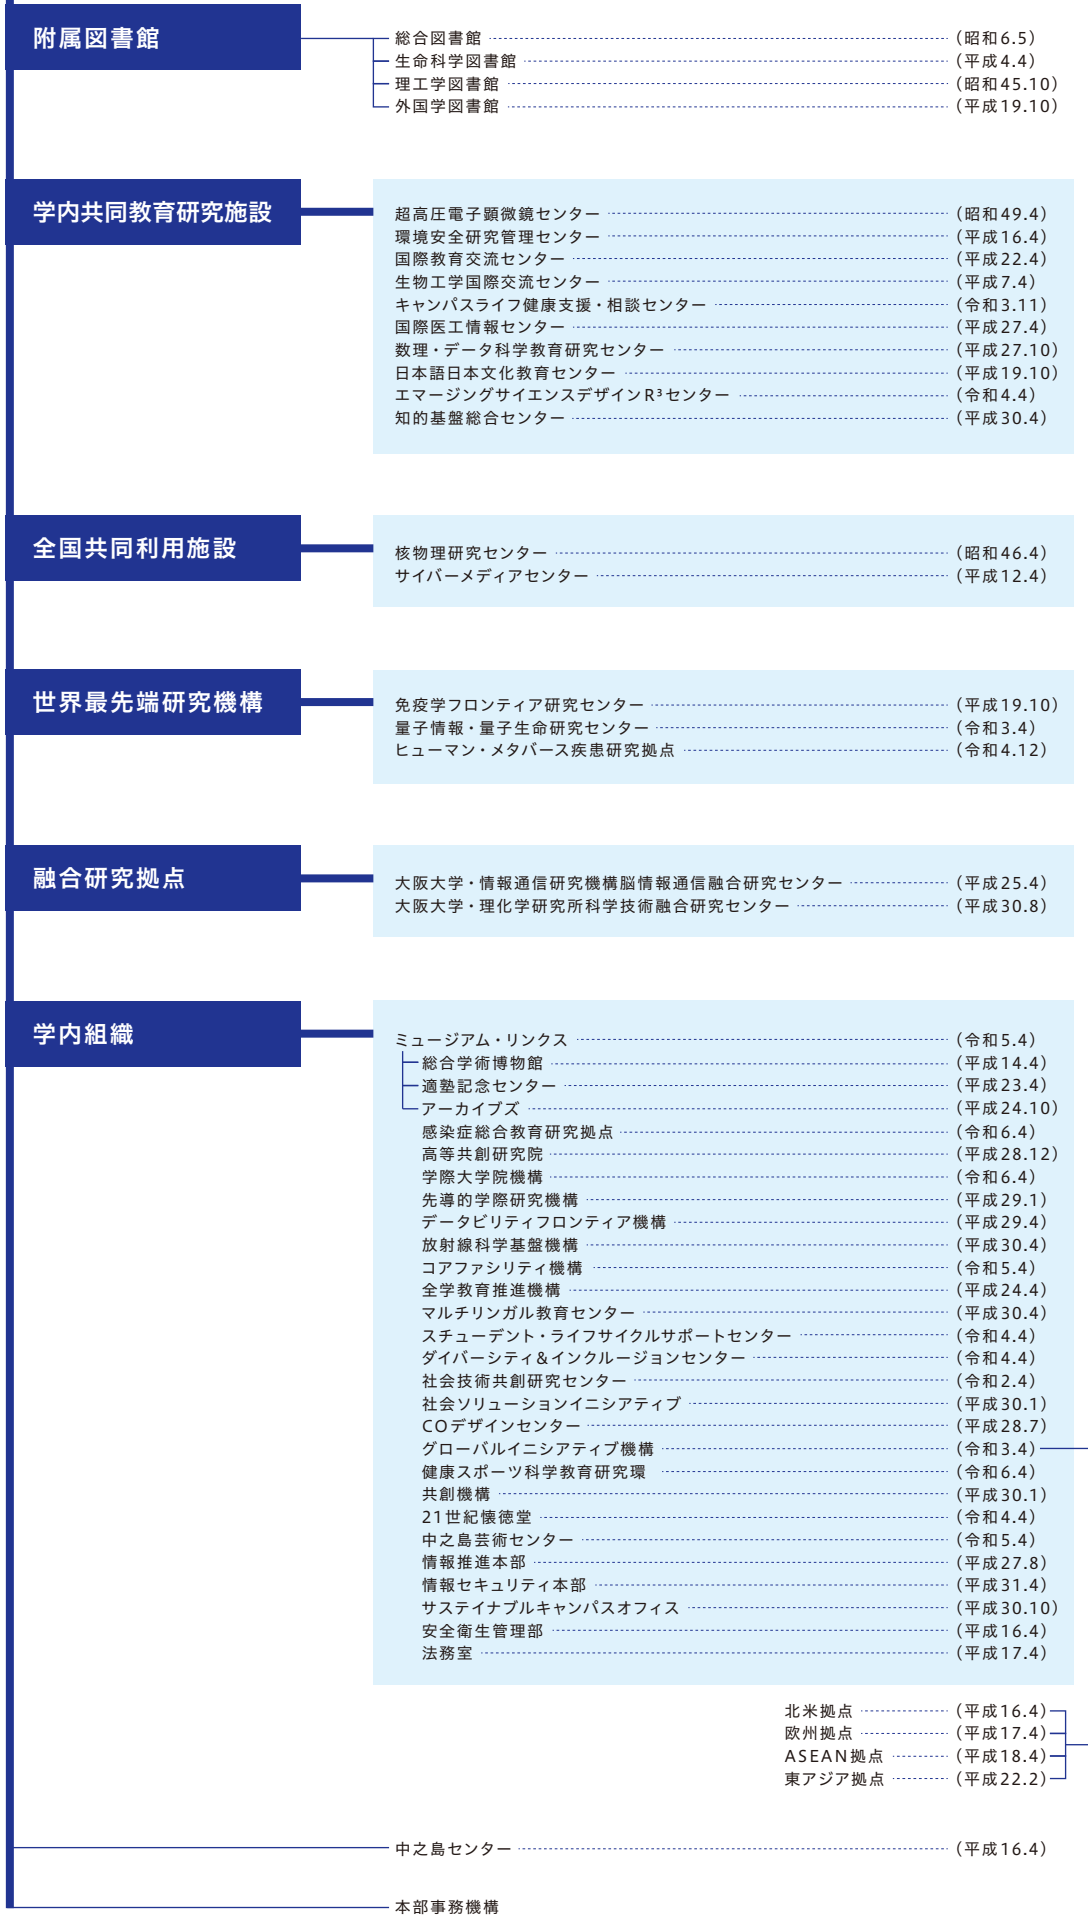 附属図書館
総合図書館 (昭和6.5)
生命科学図書館 (平成4.4)
理工学図書館 (昭和45.10)
外国学図書館 (平成19.10)
学内共同教育研究施設
超高圧電子顕微鏡センター (昭和49.4)
環境安全研究管理センター (平成16.4)
国際教育交流センター (平成22.4)
生物工学国際交流センター (平成7.4)
キャンパスライフ健康支援・相談センター (令和3.11)
国際医工情報センター (平成27.4)
数理・データ科学教育研究センター (平成27.10)
日本語日本文化教育センター (平成19.10)
エマージングサイエンスデザインR³センター (令和4.4)
知的基盤総合センター (平成30.4)
全国共同利用施設
核物理研究センター (昭和46.4)
サイバーメディアセンター (平成12.4)
世界最先端研究機構
免疫学フロンティア研究センター (平成19.10)
量子情報・量子生命研究センター (令和3.4)
ヒューマン・メタバース疾患研究拠点 (令和4.12)
融合研究拠点
大阪大学・情報通信研究機構脳情報通信融合研究センター (平成25.4)
大阪大学・理化学研究所科学技術融合研究センター (平成30.8)
学内組織
ミュージアム・リンクス (令和5.4)
総合学術博物館 (平成14.4)
適塾記念センター (平成23.4)
アーカイブズ (平成24.10)
感染症総合教育研究拠点 (令和6.4)
高等共創研究院 (平成28.12)
学際大学院機構 (令和6.4)
先導的学際研究機構 (平成29.1)
データビリティフロンティア機構 (平成29.4)
放射線科学基盤機構 (平成30.4)
コアファシリティ機構 (令和5.4)
全学教育推進機構 (平成24.4)
マルチリンガル教育センター (平成30.4)
スチューデント・ライフサイクルサポートセンター (令和4.4)
ダイバーシティ&インクルージョンセンター (令和4.4)
社会技術共創研究センター (令和2.4)
社会ソリューションイニシアティブ (平成30.1)
COデザインセンター (平成28.7)
グローバルイニシアティブ機構 (令和3.4)
健康スポーツ科学教育研究環 (令和6.4)
共創機構 (平成30.1)
21世紀懐徳堂 (令和4.4)
中之島芸術センター (令和5.4)
情報推進本部 (平成27.8)
情報セキュリティ本部 (平成31.4)
サステイナブルキャンパスオフィス (平成30.10)
安全衛生管理部 (平成16.4)
法務室 (平成17.4)
北米拠点 (平成16.4)
欧州拠点 (平成17.4)
ASEAN拠点 (平成18.4)
東アジア拠点 (平成22.2)
中之島センター (平成16.4)
本部事務機構